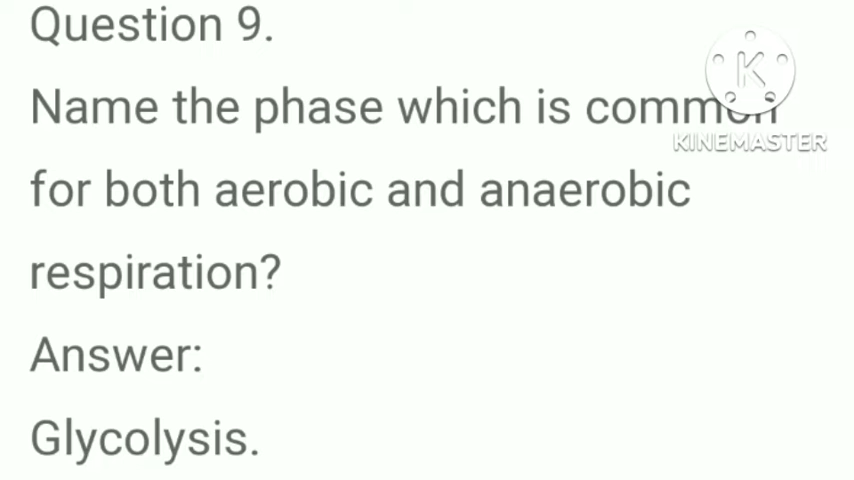 Question 9.
Name the phase which is common
KINEMASTER
for both aerobic and anaerobic
respiration?
Answer:
Glycolysis.